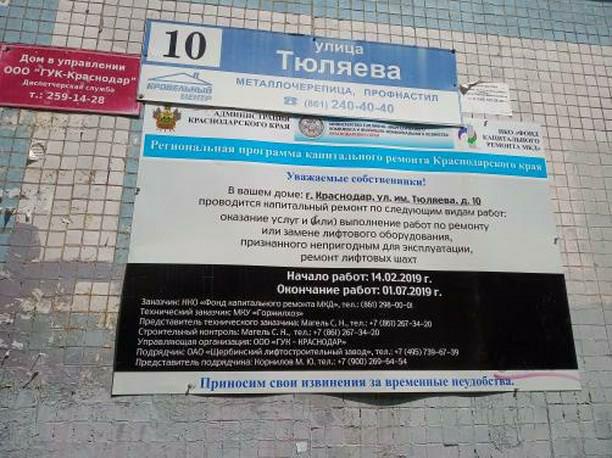 10
улица
Тюляева
КРОВЕЛЬНЫЙ
ЦЕНТР
МЕТАЛЛОЧЕРЕПИЦА, ПРОФНАСТИЛ
(861) 240-40-40
Дом в управлении
ООО "ГУК-Краснодар"
Диспетчерская служба
т.: 259-14-28
АДМИНИСТРАЦИЯ
КРАСНОДАРСКОГО КРАЯ
НКО «ФОНД
КАПИТАЛЬНОГО
РЕМОНТА МКД»
Региональная программа капитального ремонта Краснодарского края
Уважаемые собственники!
В вашем доме: г. Краснодар, ул. им. Тюляева, д. 10
проводится капитальный ремонт по следующим видам работ:
оказание услуг и (или) выполнение работ по ремонту
или замене лифтового оборудования,
признанного непригодным для эксплуатации,
ремонт лифтовых шахт
Начало работ: 14.02.2019 г.
Окончание работ: 01.07.2019 г.
Заказчик: НКО «Фонд капитального ремонта МКД», тел.: (861) 298-00-01
Технический заказчик: МКУ «Горжилхоз»
Представитель технического заказчика: Магель С. Н., тел.: +7 (861) 267-34-20
Строительный контроль: Магель С. Н., тел.: +7 (861) 267-34-20
Управляющая организация: ООО «ГУК - КРАСНОДАР»
Подрядчик: ОАО «Щербинский лифтостроительный завод», тел.: +7 (495) 739-67-39
Представитель подрядчика: Корнилов М. Ю. тел.: +7 (900) 269-64-54
Приносим свои извинения за временные неудобства.